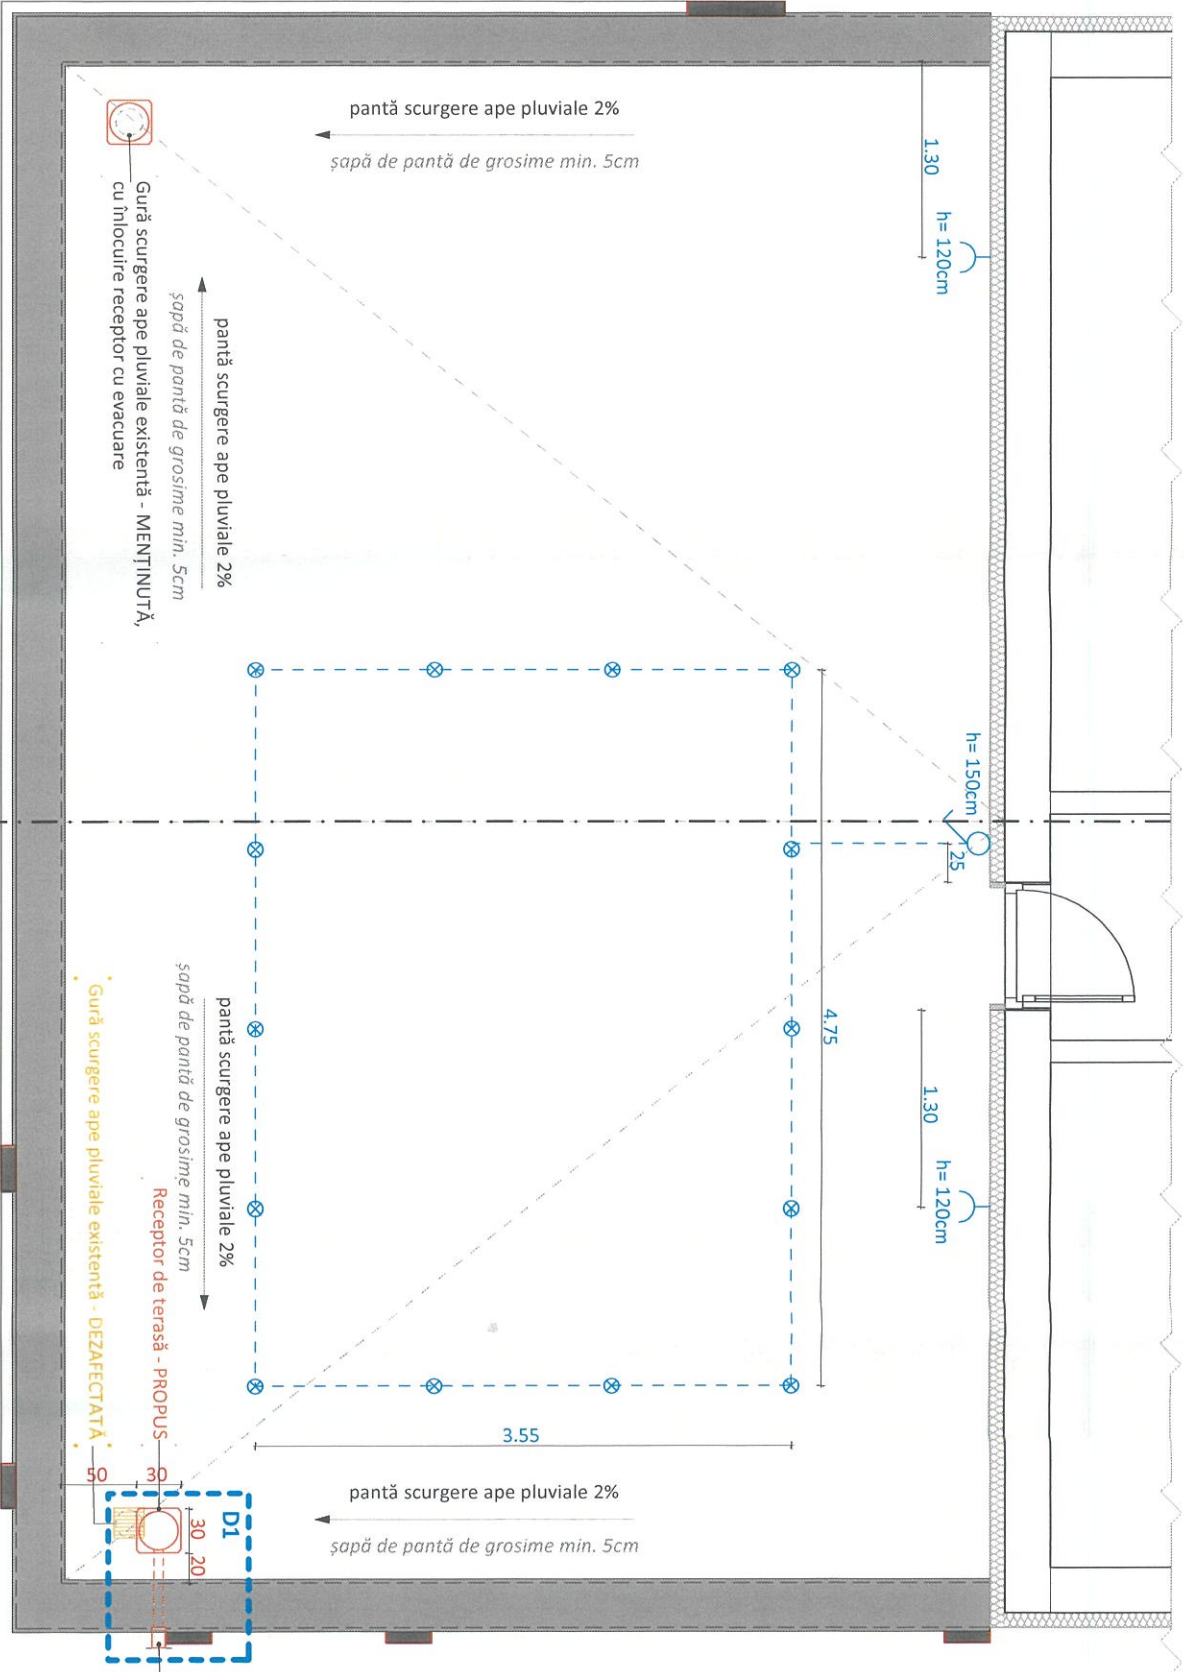 pantă scurgere ape pluviale 2%
șapă de pantă de grosime min. 5cm
1.30
h= 120cm
Gură scurgere ape pluviale existentă - MENTINUTĂ,
cu înlocuire receptor cu evacuare
pantă scurgere ape pluviale 2%
șapă de pantă de grosime min. 5cm
h= 150cm
25
4.75
pantă scurgere ape pluviale 2%
șapă de pantă de grosime min. 5cm
1.30
h= 120cm
Gură scurgere ape pluviale existentă - DEZAFECTATĂ
Receptor de terasă - PROPUS
3.55
50
30
pantă scurgere ape pluviale 2%
șapă de pantă de grosime min. 5cm
D1
30
20